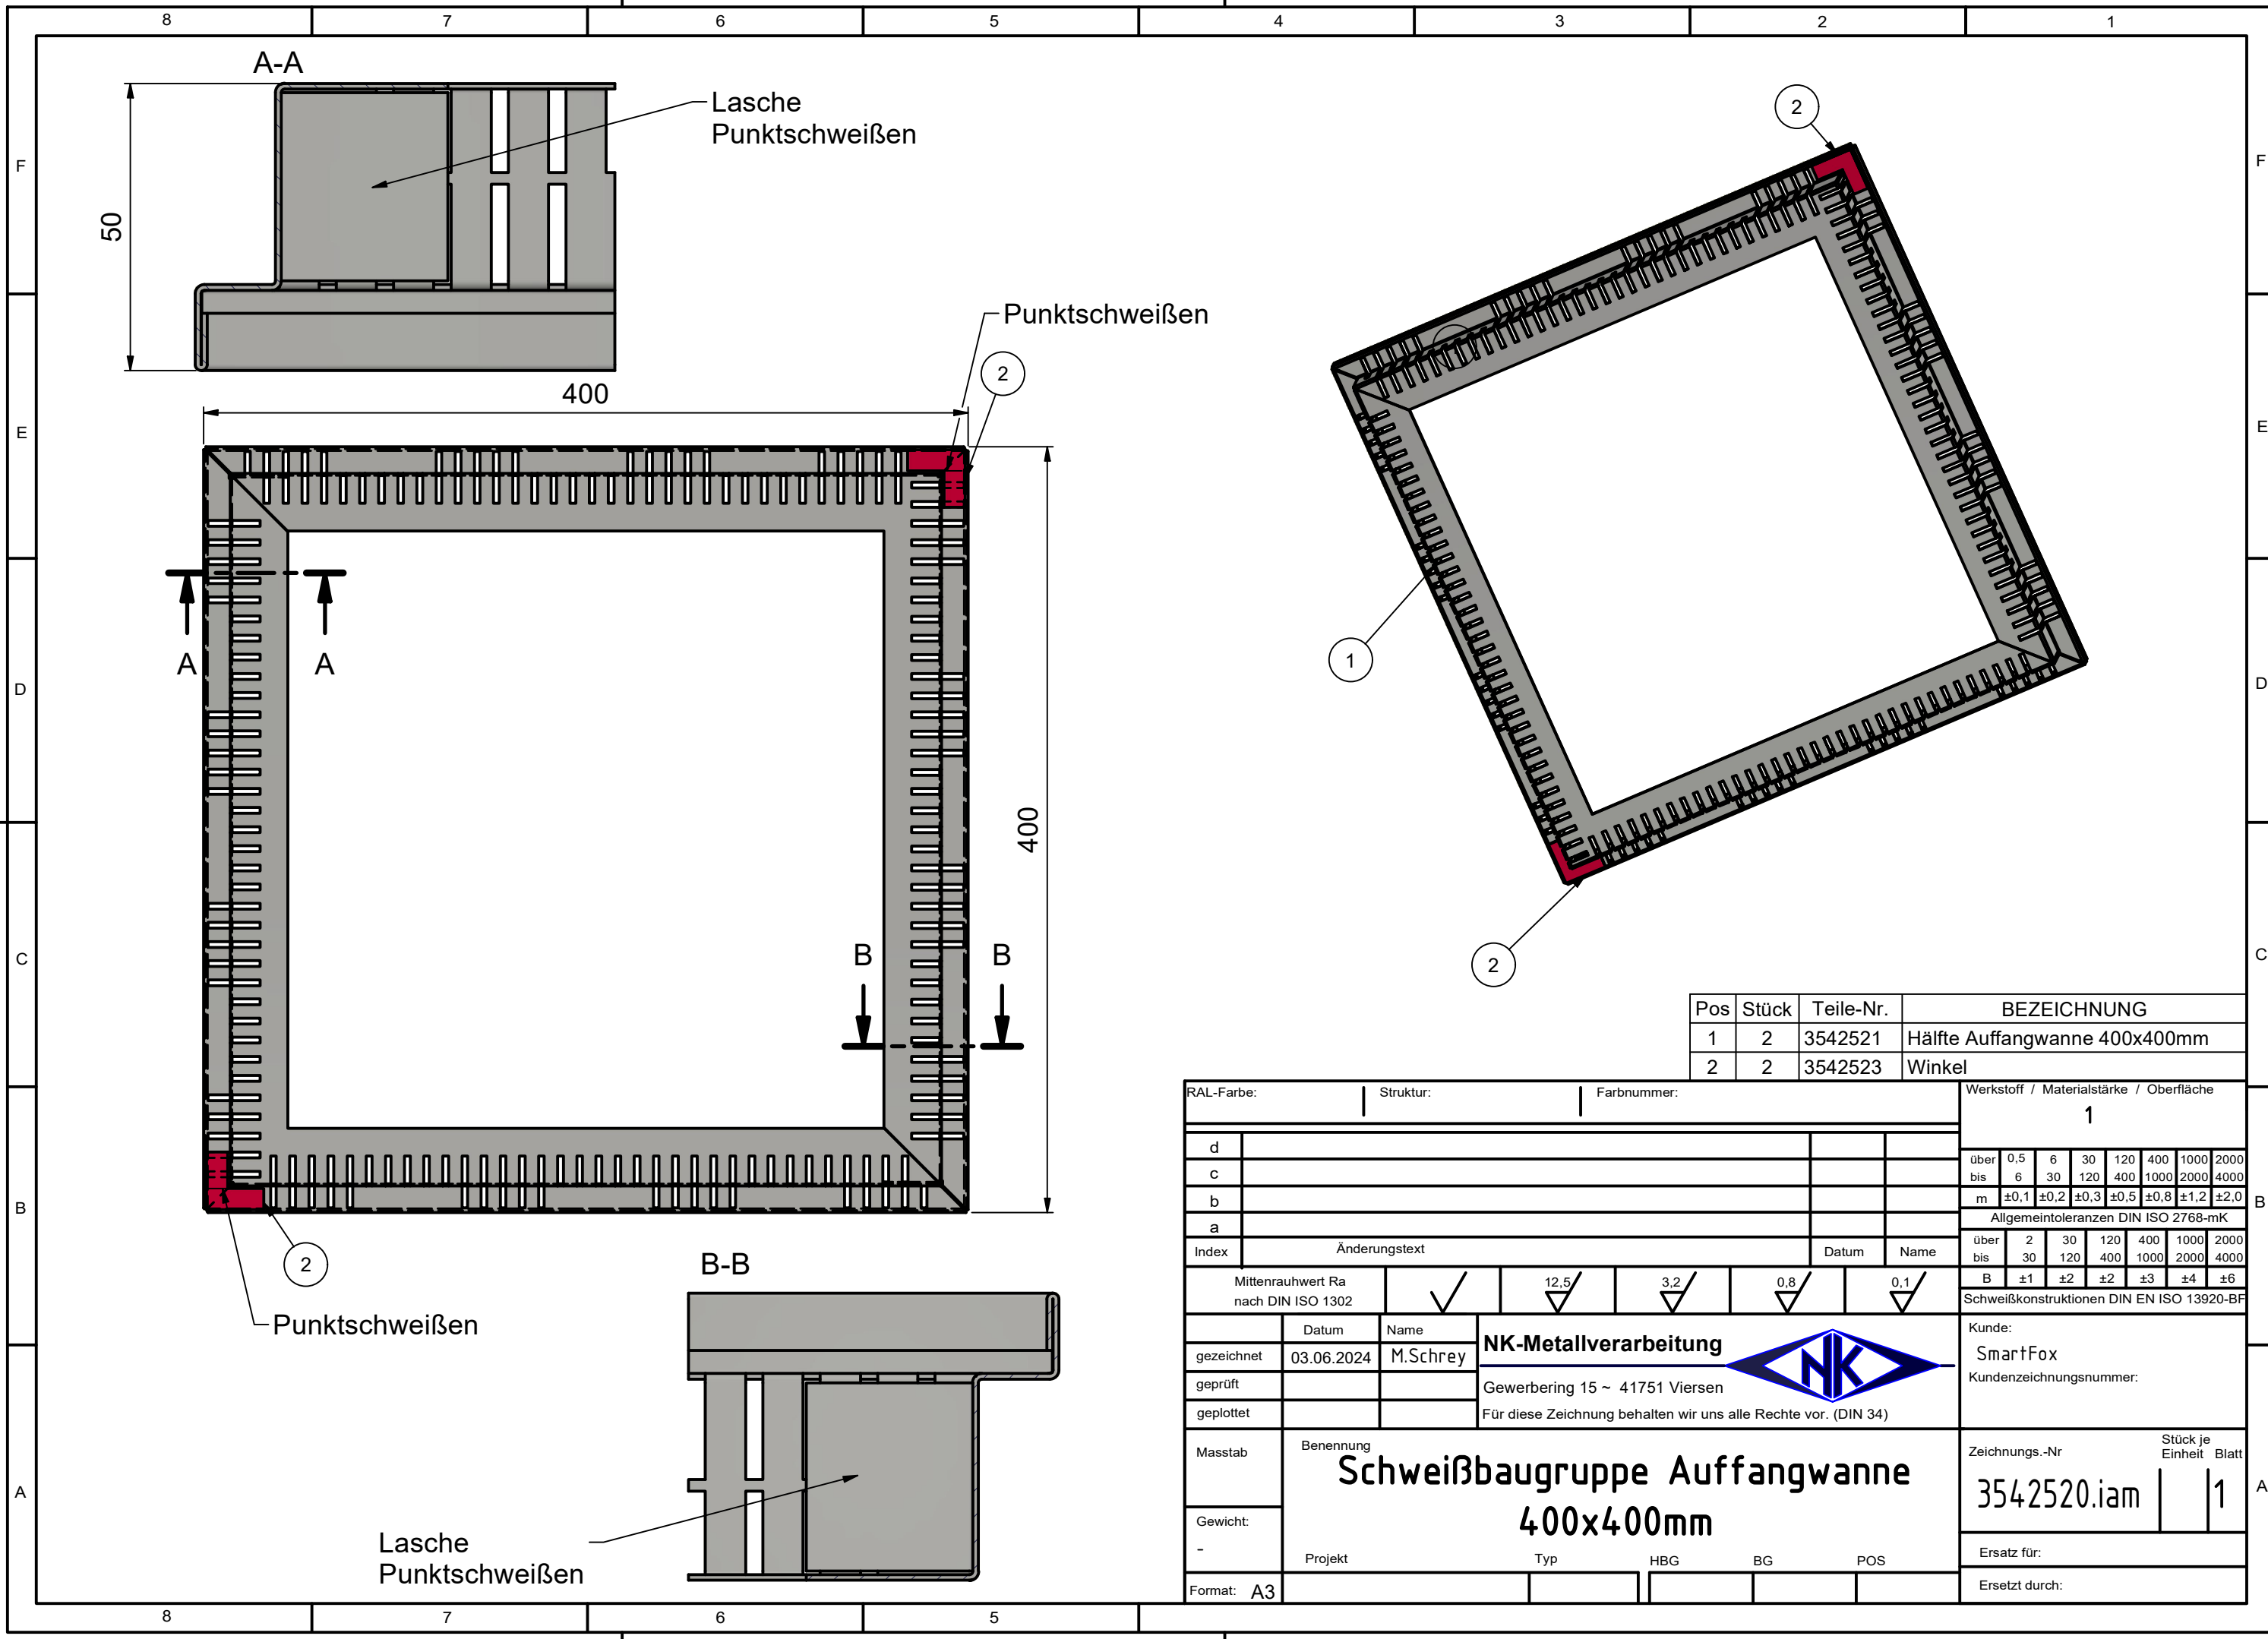 8 7 6 5 4 3 2 1
F
E
D
C
B
A
A-A
50
Lasche
Punktschweißen
Punktschweißen
2
400
400
A A
B B
2
Punktschweißen
B-B
Lasche
Punktschweißen
2
1
2
Pos Stück Teile-Nr. BEZEICHNUNG
1 2 3542521 Hälfte Auffangwanne 400x400mm
2 2 3542523 Winkel
RAL-Farbe: Struktur: Farbnummer:
Werkstoff / Materialstärke / Oberfläche
1
d
c
b
a
Index Änderungstext Datum Name
über 0,5 6 30 120 400 1000 2000
bis 6 30 120 400 1000 2000 4000
m ±0,1 ±0,2 ±0,3 ±0,5 ±0,8 ±1,2 ±2,0
Allgemeintoleranzen DIN ISO 2768-mK
über 2 30 120 400 1000 2000
bis 30 120 400 1000 2000 4000
B ±1 ±2 ±2 ±3 ±4 ±6
Schweißkonstruktionen DIN EN ISO 13920-BF
Mittenrauhwert Ra
nach DIN ISO 1302
12,5 3,2 0,8 0,1
Datum Name
gezeichnet 03.06.2024 M.Schrey
geprüft
geplottet
NK-Metallverarbeitung
NK
Gewerbering 15 ~ 41751 Viersen
Für diese Zeichnung behalten wir uns alle Rechte vor. (DIN 34)
Kunde:
SmartFox
Kundenzeichnungsnummer:
Masstab
Benennung
Schweißbaugruppe Auffangwanne
400x400mm
Zeichnungs.-Nr
Stück je
Einheit Blatt
3542520.iam 1
Gewicht:
-
Projekt Typ HBG BG POS
Ersatz für:
Ersetzt durch:
Format: A3
8 7 6 5
F
E
D
C
B
A